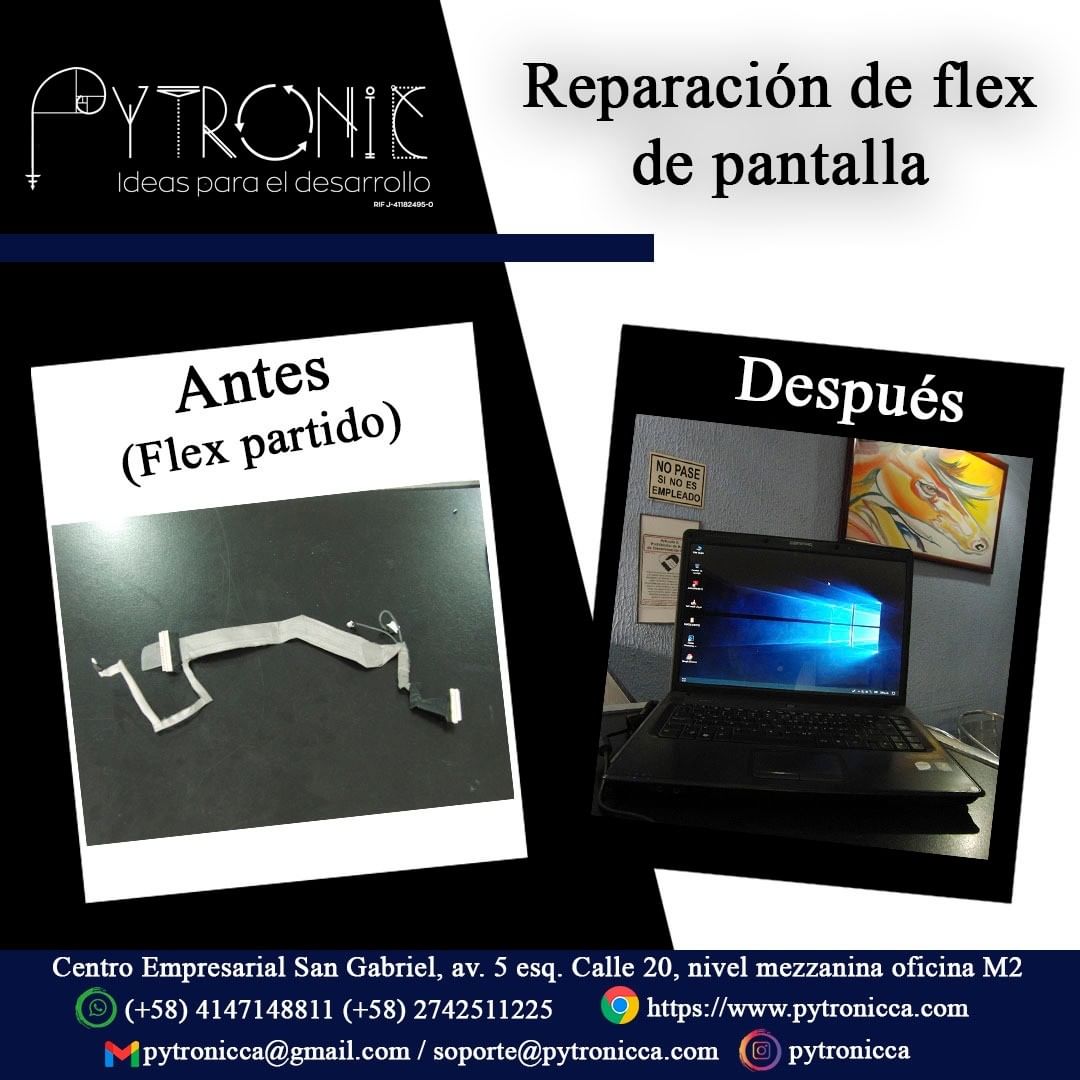 PYTRONIC
Ideas para el desarrollo
RIF J-41182495-0
Reparación de flex
de pantalla
Antes
(Flex partido)
Después
NO PASE
SI NO ES
EMPLEADO
Centro Empresarial San Gabriel, av. 5 esq. Calle 20, nivel mezzanina oficina M2
(+58) 4147148811 (+58) 2742511225
https://www.pytronicca.com
pytronicca@gmail.com / soporte@pytronicca.com
pytronicca